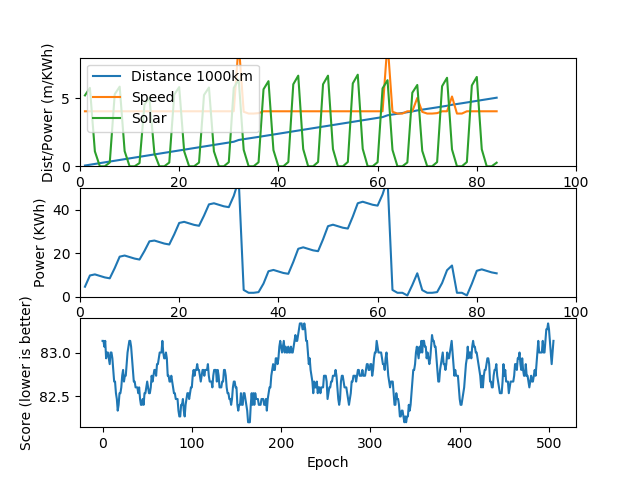 Dist/Power (m/KWh)
5
0
Distance 1000km
Speed
Solar
0 20 40 60 80 100
Power (KWh)
40
20
0
0 20 40 60 80 100
Score (lower is better)
83.0
82.5
0 100 200 300 400 500
Epoch